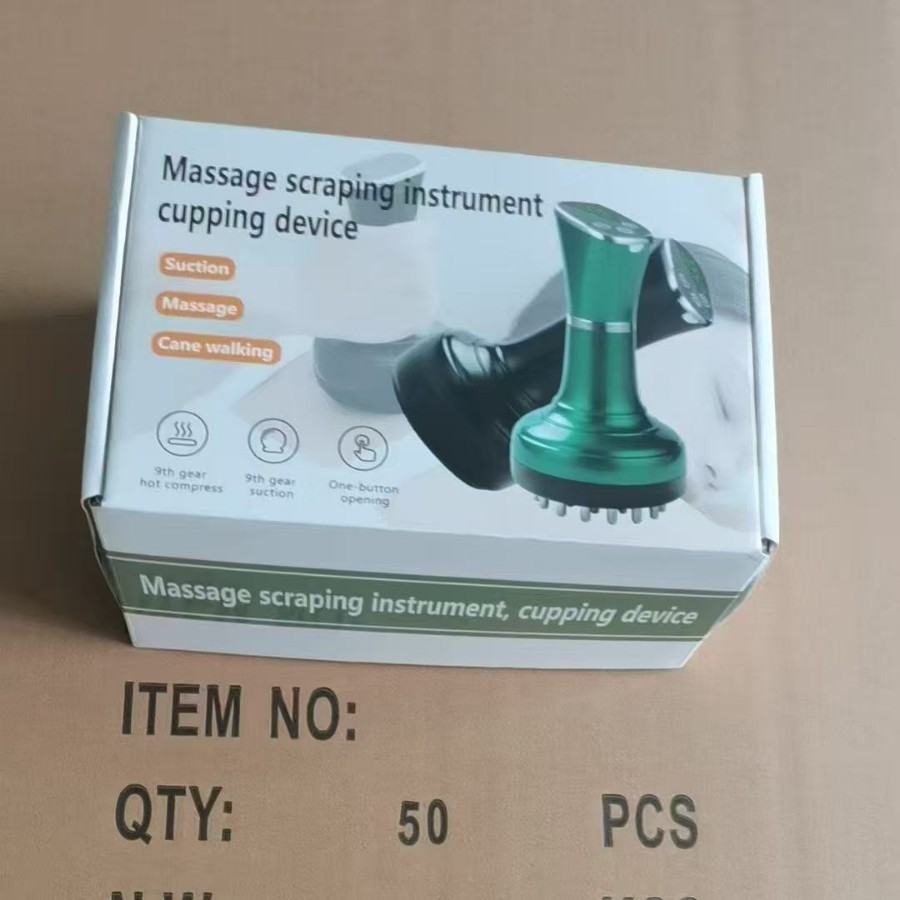 Massage scraping instrument
cupping device
Suction
Massage
Cane walking
9th gear
hot compress
9th gear
suction
One-button
opening
Massage scraping instrument, cupping device
ITEM NO:
QTY: 50 PCS